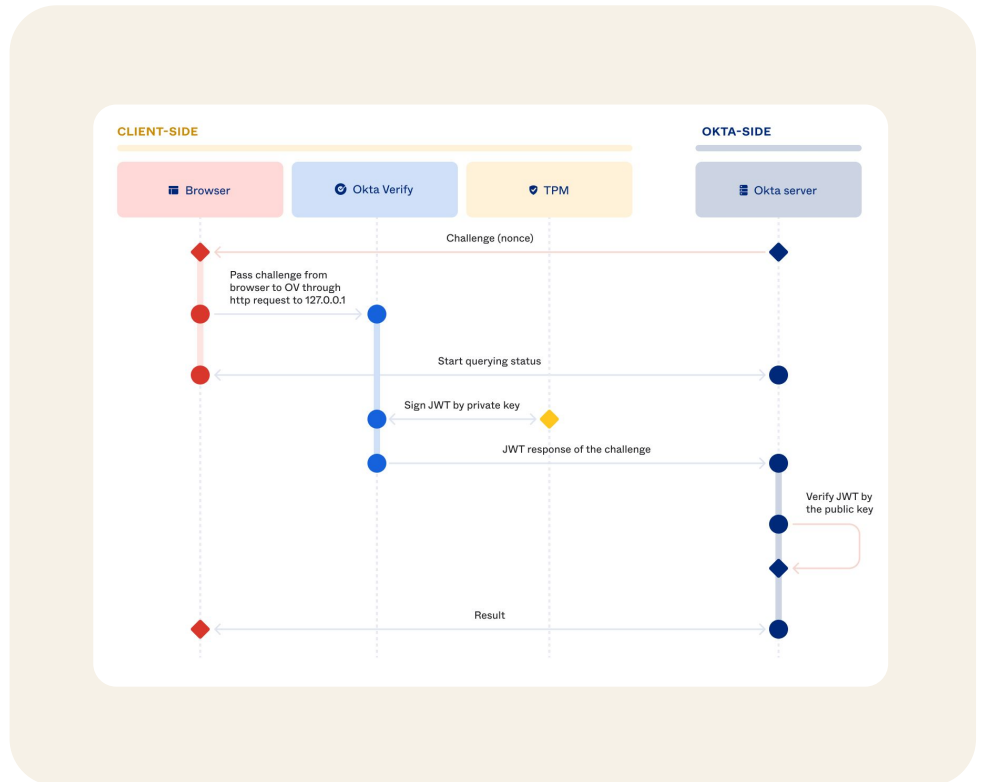 CLIENT-SIDE
OKTA-SIDE
Browser
Okta Verify
TPM
Okta server
Challenge (nonce)
Pass challenge from
browser to OV through
http request to 127.0.0.1
Start querying status
Sign JWT by private key
JWT response of the challenge
Verify JWT by
the public key
Result